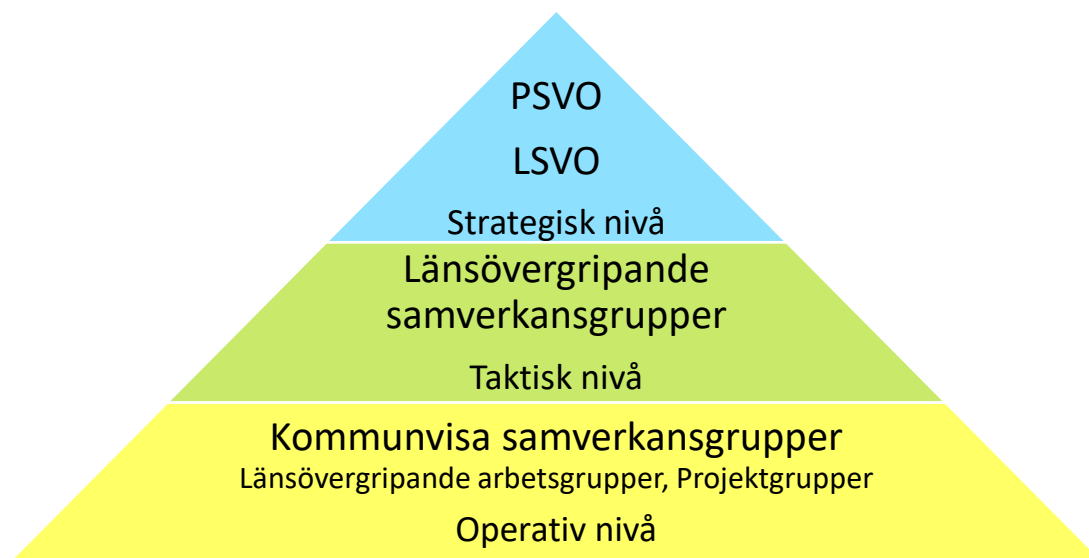 PSVO
LSVO
Strategisk nivå
Länsövergripande
samverkansgrupper
Taktisk nivå
Kommunvisa samverkansgrupper
Länsövergripande arbetsgrupper, Projektgrupper
Operativ nivå